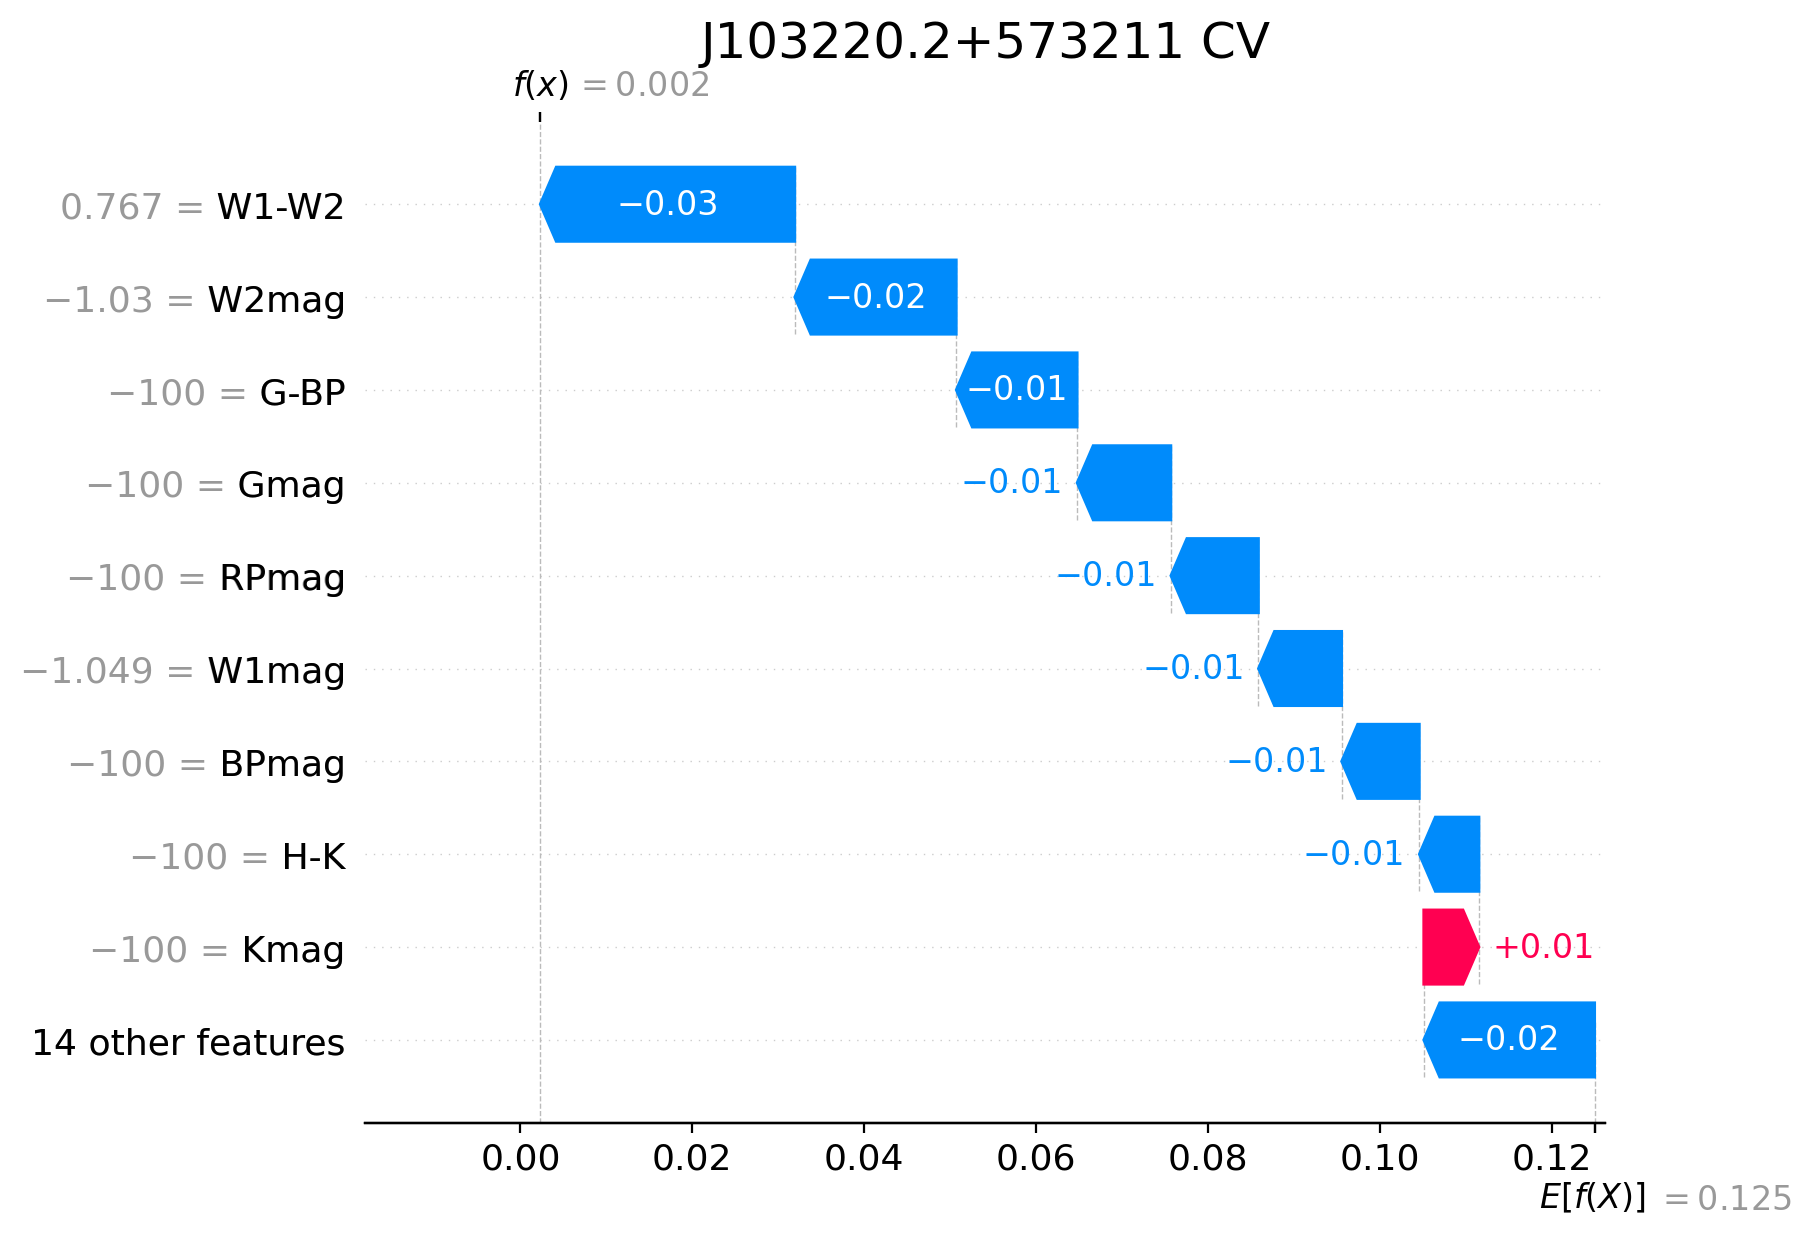 J103220.2+573211 CV
f(x) = 0.002
0.767 = W1-W2
−0.03
−1.03 = W2mag
−0.02
−100 = G-BP
−0.01
−100 = Gmag
−0.01
−100 = RPmag
−0.01
−1.049 = W1mag
−0.01
−100 = BPmag
−0.01
−100 = H-K
−0.01
−100 = Kmag
+0.01
14 other features
−0.02
0.00 0.02 0.04 0.06 0.08 0.10 0.12
E[f(X)] = 0.125